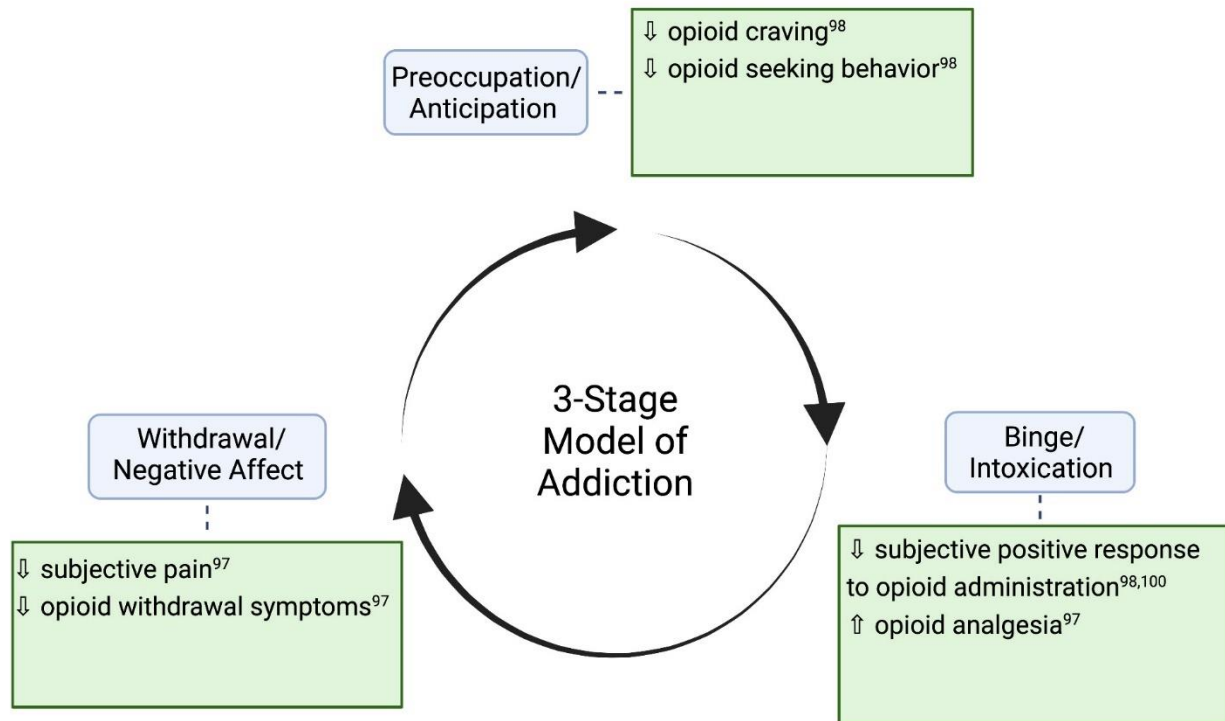 Preoccupation/
Anticipation
⇩ opioid craving⁹⁸
⇩ opioid seeking behavior⁹⁸
3-Stage
Model of
Addiction
Withdrawal/
Negative Affect
⇩ subjective pain⁹⁷
⇩ opioid withdrawal symptoms⁹⁷
Binge/
Intoxication
⇩ subjective positive response
to opioid administration⁹⁸,¹⁰⁰
⇧ opioid analgesia⁹⁷